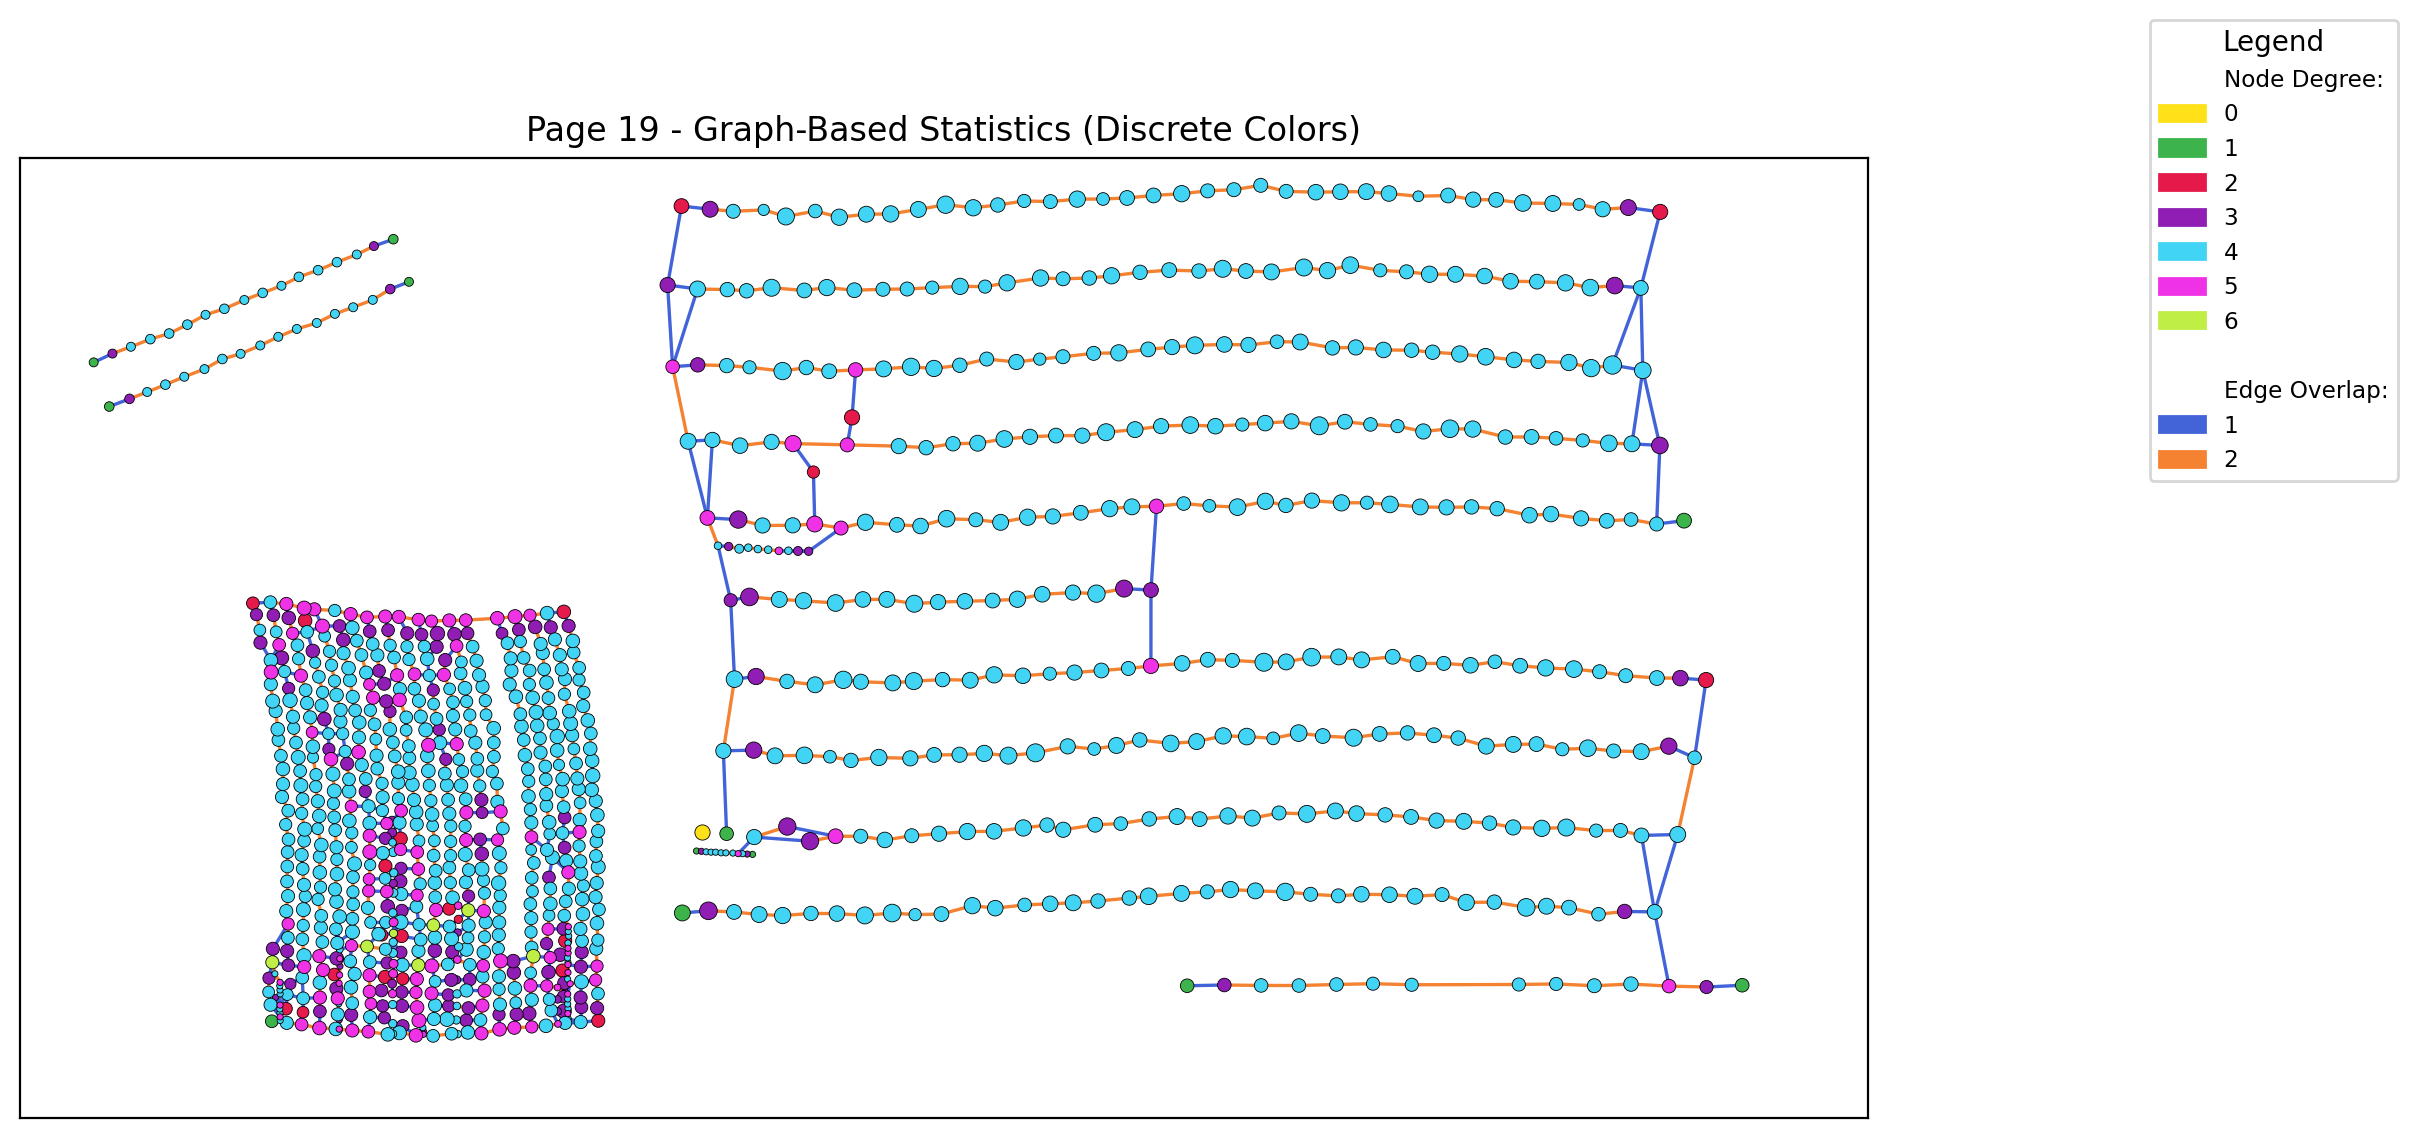 Page 19 - Graph-Based Statistics (Discrete Colors)
Legend
Node Degree:
0
1
2
3
4
5
6
Edge Overlap:
1
2